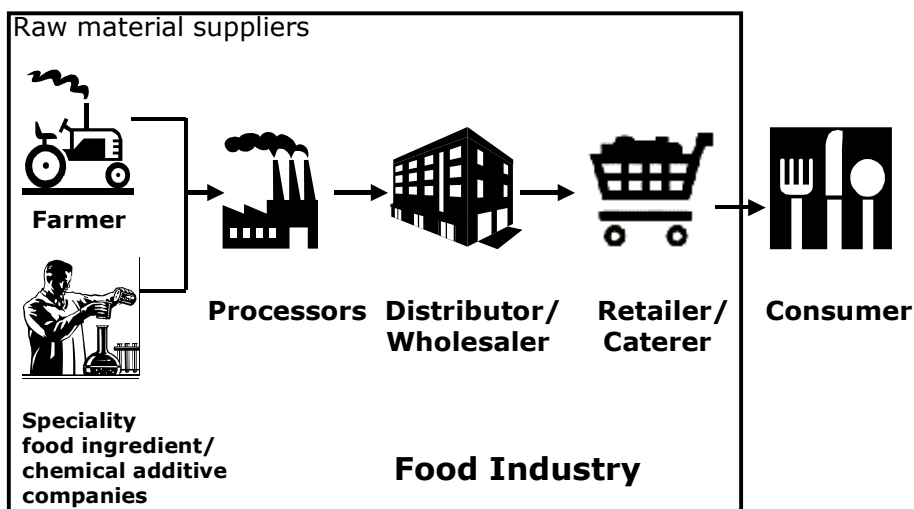 Raw material suppliers
Farmer
Processors
Distributor/
Wholesaler
Retailer/
Caterer
Consumer
Speciality
food ingredient/
chemical additive
companies
Food Industry